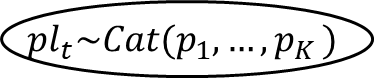 pl_t~Cat(p_1, …, p_K)